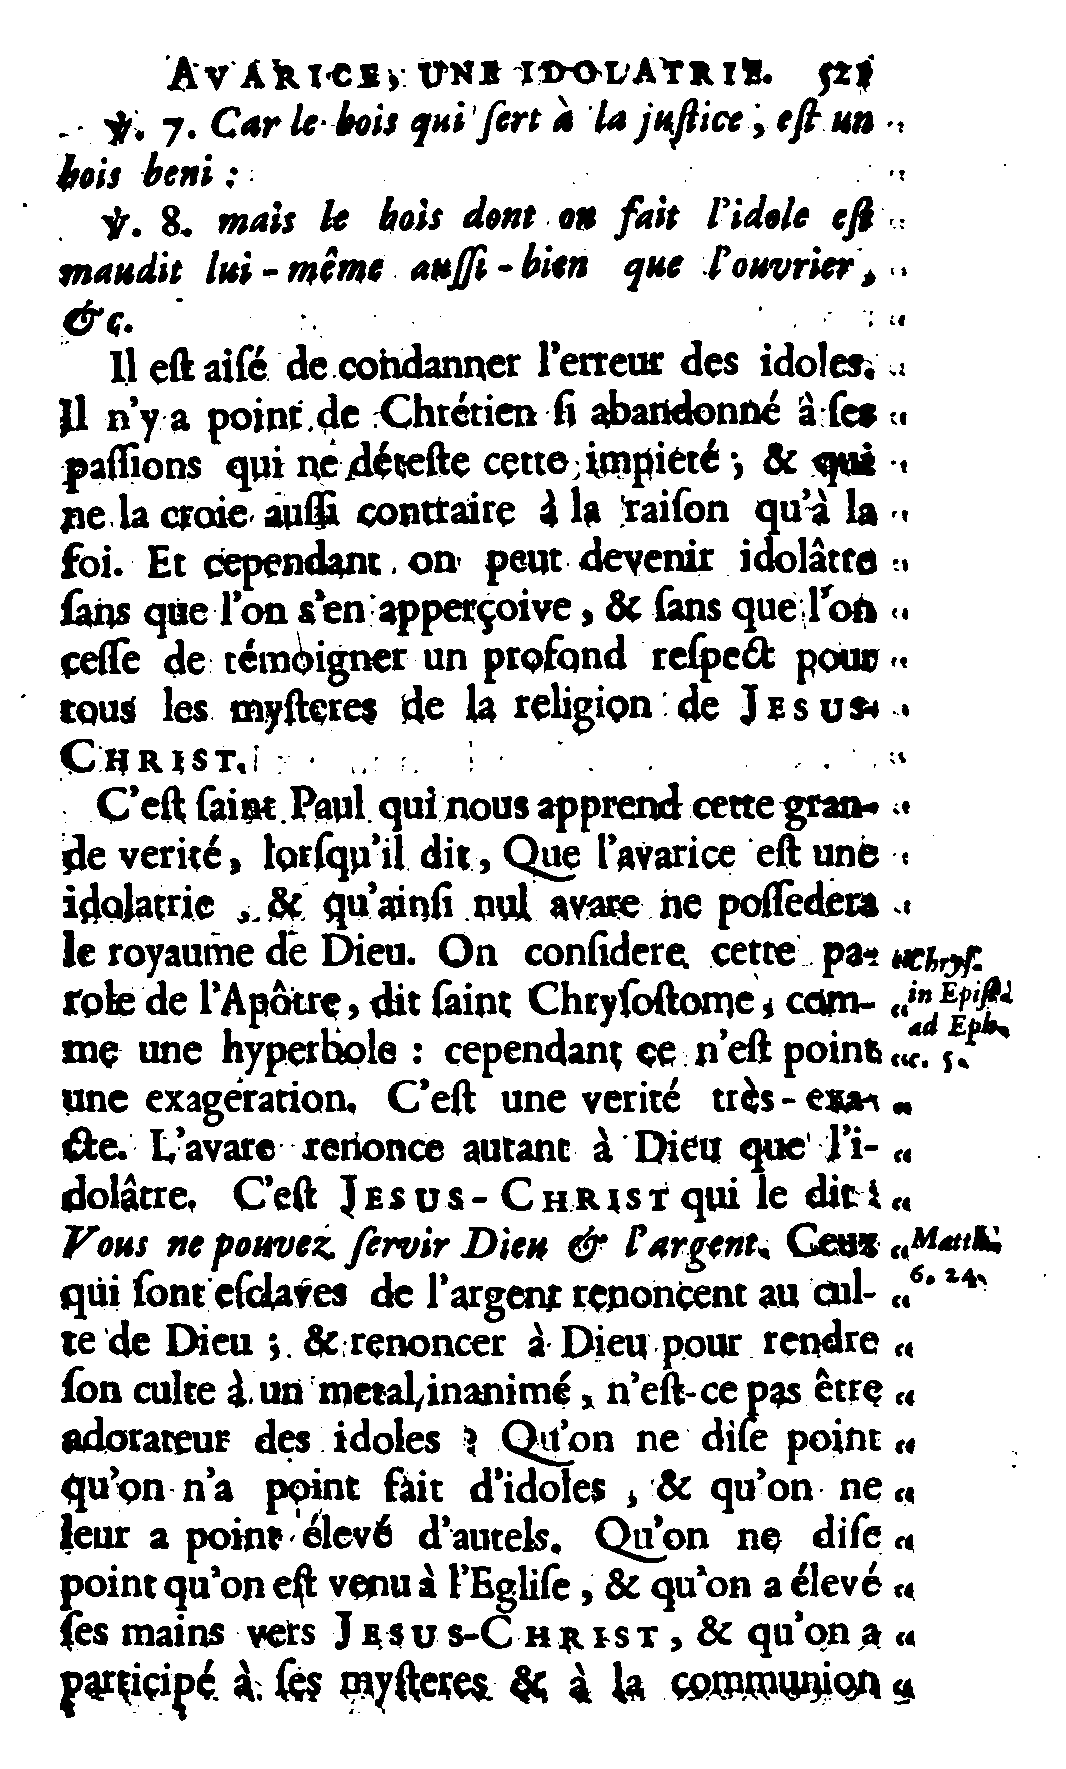 AVARICE, UNE IDOLATRIE. 521
℣. 7. Car le bois qui ſert à la juſtice, eſt un "
bois beni : "
℣. 8. mais le bois dont on fait l'idole eſt "
maudit lui-même auſſi-bien que l'ouvrier, "
&c. "
Il eſt aiſé de condanner l'erreur des idoles. "
Il n'y a point de Chrétien ſi abandonné à ſes "
paſſions qui ne déteſte cette impieté; & qui "
ne la croie auſſi contraire à la raiſon qu'à la "
foi. Et cependant on peut devenir idolâtre "
ſans que l'on s'en apperçoive, & ſans que l'on "
ceſſe de témoigner un profond reſpect pour "
tous les myſteres de la religion de JESUS- "
CHRIST. "
C'eſt ſaint Paul qui nous apprend cette gran- "
de verité, lorſqu'il dit, Que l'avarice eſt une "
idolatrie, & qu'ainſi nul avare ne poſſedera "
le royaume de Dieu. On conſidere cette pa- " Chryſ.
role de l'Apôtre, dit ſaint Chryſoſtome, com- " in Epiſt.
ad Eph.
me une hyperbole : cependant ce n'eſt point " c. 5.
une exagération. C'eſt une verité très-exa- "
cte. L'avare renonce autant à Dieu que l'i- "
dolâtre. C'eſt JESUS-CHRIST qui le dit : "
Vous ne pouvez ſervir Dieu & l'argent. Ceux " Matth.
qui ſont eſclaves de l'argent renoncent au cul- " 6. 24.
te de Dieu ; & renoncer à Dieu pour rendre "
ſon culte à un metal inanimé, n'eſt-ce pas être "
adorateur des idoles ? Qu'on ne diſe point "
qu'on n'a point fait d'idoles, & qu'on ne "
leur a point élevé d'autels. Qu'on ne diſe "
point qu'on eſt venu à l'Egliſe, & qu'on a élevé "
ſes mains vers JESUS-CHRIST, & qu'on a "
participé à ſes myſteres & à la communion "